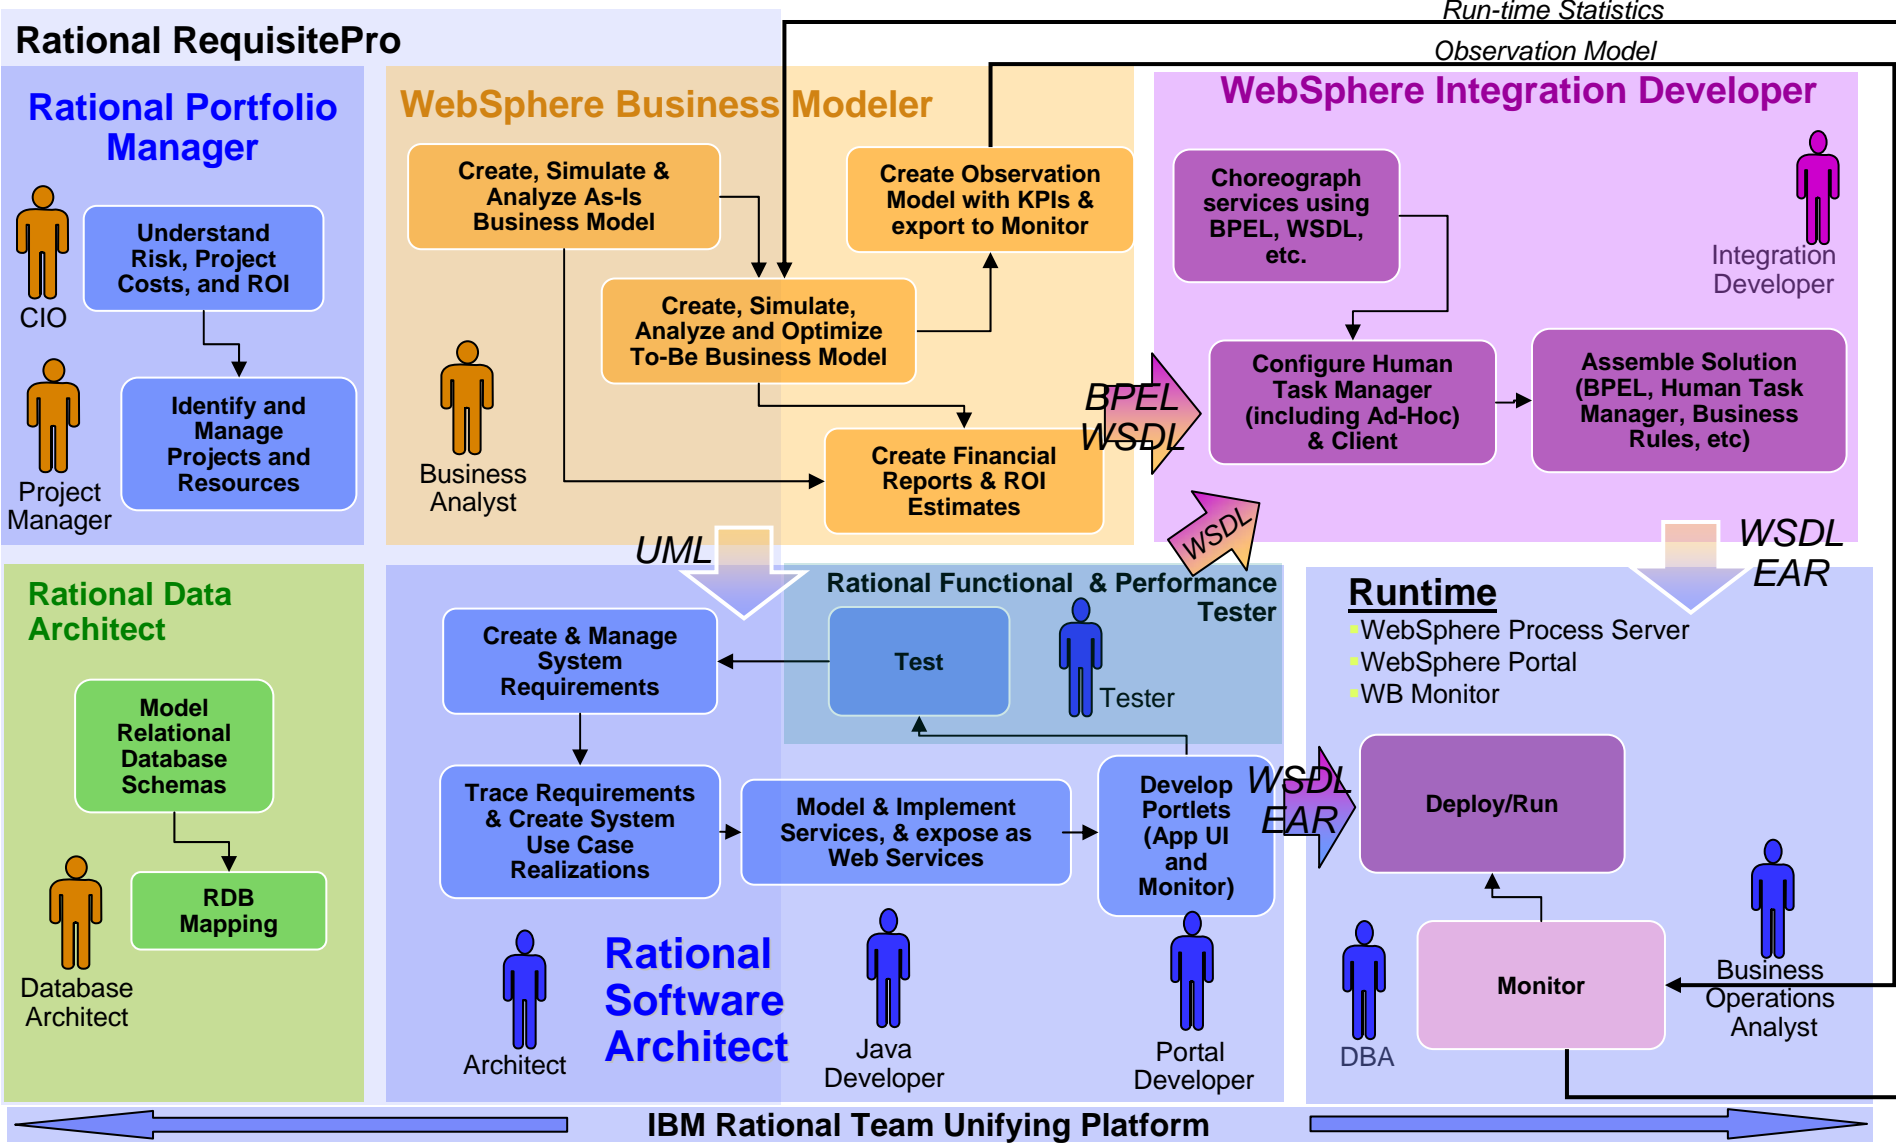 Run-time Statistics
Rational RequisitePro
Observation Model
Rational Portfolio
Manager
CIO
Understand
Risk, Project
Costs, and ROI
Project
Manager
Identify and
Manage
Projects and
Resources
WebSphere Business Modeler
Create, Simulate &
Analyze As-Is
Business Model
Create Observation
Model with KPIs &
export to Monitor
Create, Simulate,
Analyze and Optimize
To-Be Business Model
Business
Analyst
Create Financial
Reports & ROI
Estimates
BPEL
WSDL
WebSphere Integration Developer
Choreograph
services using
BPEL, WSDL,
etc.
Integration
Developer
Configure Human
Task Manager
(including Ad-Hoc)
& Client
Assemble Solution
(BPEL, Human Task
Manager, Business
Rules, etc)
UML
WSDL
WSDL
EAR
Rational Data
Architect
Model
Relational
Database
Schemas
RDB
Mapping
Database
Architect
Rational Functional & Performance
Tester
Create & Manage
System
Requirements
Test
Tester
Trace Requirements
& Create System
Use Case
Realizations
Model & Implement
Services, & expose as
Web Services
Develop
Portlets
(App UI
and
Monitor)
WSDL
EAR
Architect
Rational
Software
Architect
Java
Developer
Portal
Developer
Runtime
WebSphere Process Server
WebSphere Portal
WB Monitor
Deploy/Run
DBA
Monitor
Business
Operations
Analyst
IBM Rational Team Unifying Platform